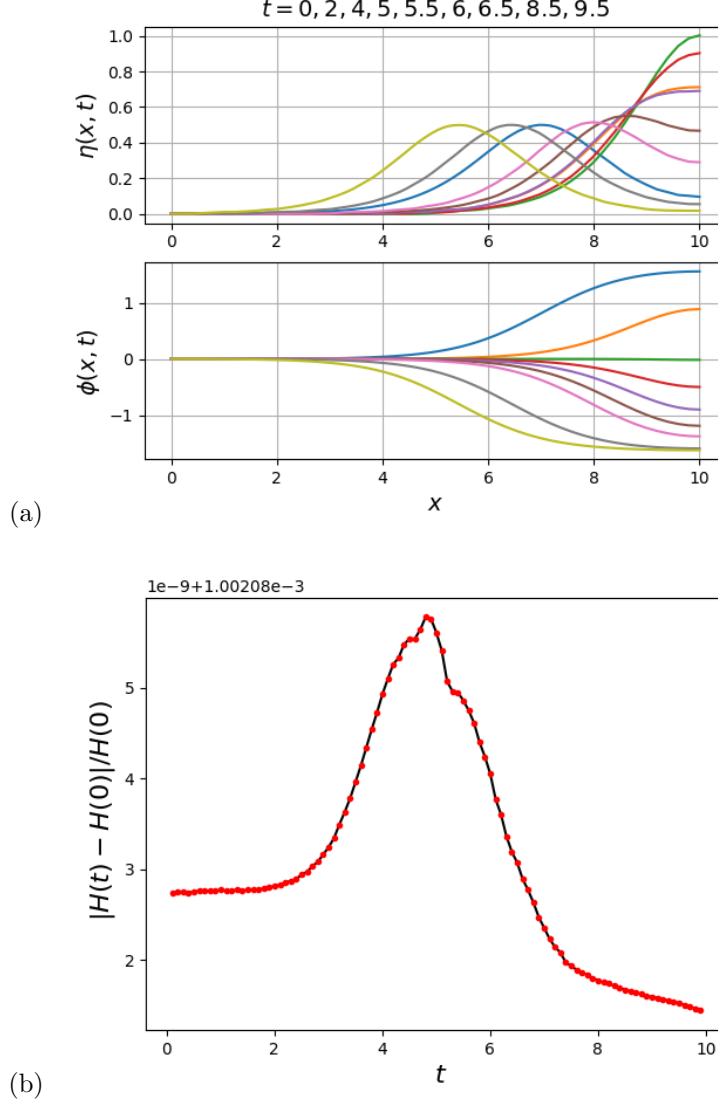 t = 0, 2, 4, 5, 5.5, 6, 6.5, 8.5, 9.5
1.0
0.8
0.6
0.4
0.2
0.0
η(x, t)
0 2 4 6 8 10
1
0
−1
ϕ(x, t)
0 2 4 6 8 10
x
(a)
1e−9+1.00208e−3
5
4
3
2
|H(t) − H(0)|/H(0)
0 2 4 6 8 10
t
(b)